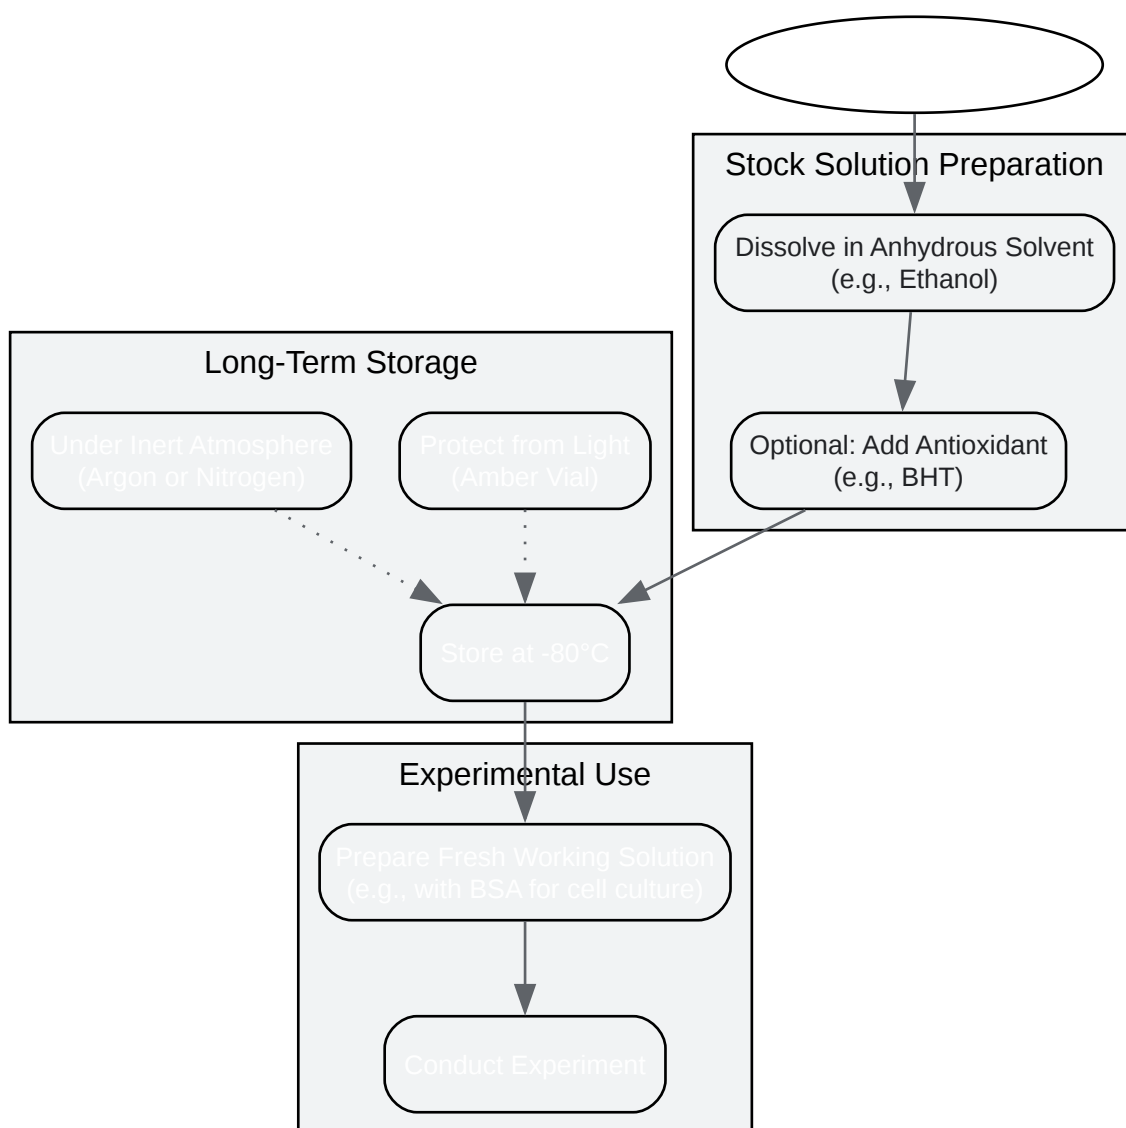 Stock Solution Preparation
Dissolve in Anhydrous Solvent
(e.g., Ethanol)
Optional: Add Antioxidant
(e.g., BHT)
Long-Term Storage
Under Inert Atmosphere
(Argon or Nitrogen)
Protect from Light
(Amber Vial)
Store at -80°C
Experimental Use
Prepare Fresh Working Solution
(e.g., with BSA for cell culture)
Conduct Experiment